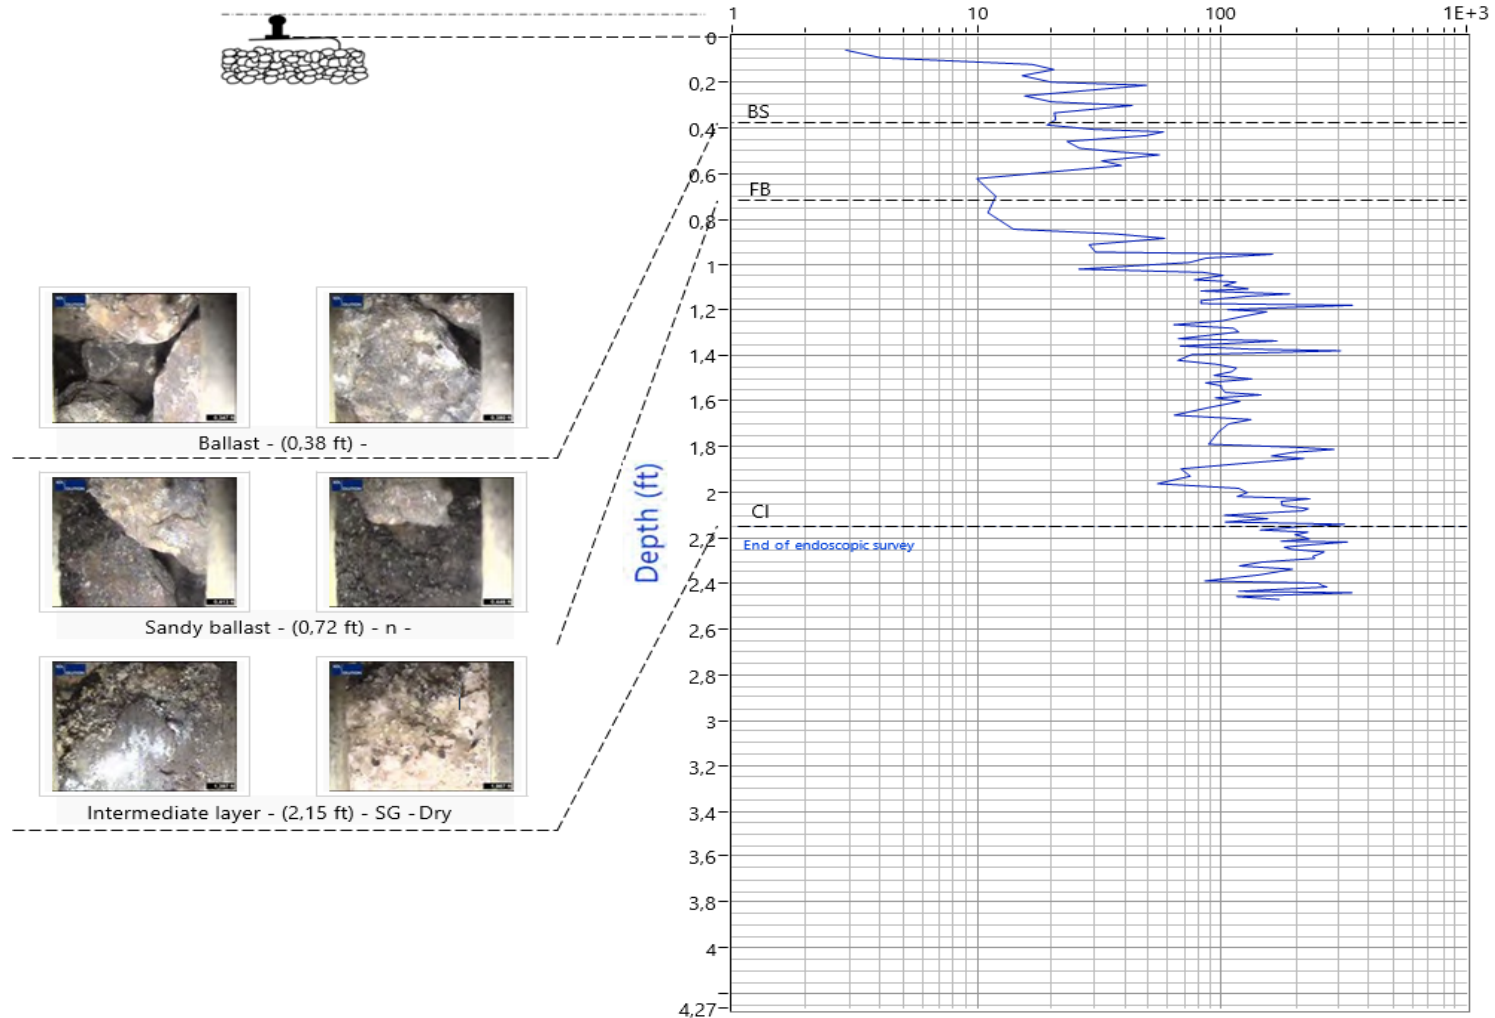 1 10 100 1E+3
0
0,2
BS
0,4
0,6
FB
0,8
1
1,2
1,4
Ballast - (0,38 ft) -
1,6
1,8
Depth (ft)
2
CI
2,2
End of endoscopic survey
2,4
Sandy ballast - (0,72 ft) - n -
2,6
2,8
3
3,2
3,4
Intermediate layer - (2,15 ft) - SG -Dry
3,6
3,8
4
4,27